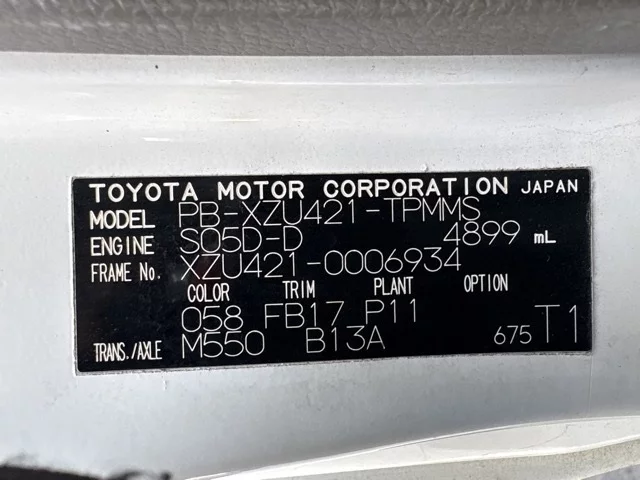 TOYOTA MOTOR CORPORATION JAPAN
MODEL PB-XZU421-TPMMS
ENGINE S05D-D 4899 mL
FRAME No. XZU421-0006934
COLOR TRIM PLANT OPTION
058 FB17 P11
TRANS./AXLE M550 B13A 675 T1